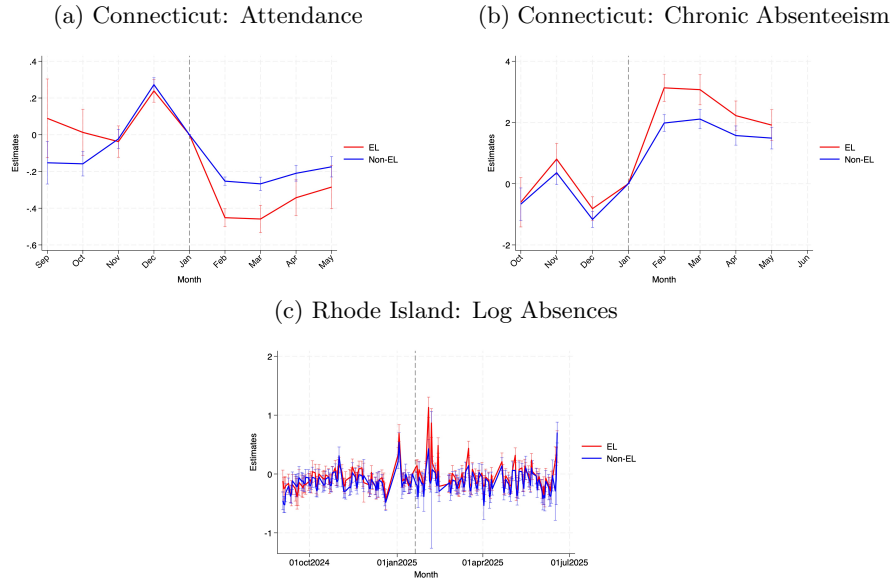 (a) Connecticut: Attendance
.4
.2
0
-.2
-.4
-.6
Estimates
Sep
Oct
Nov
Dec
Jan
Feb
Mar
Apr
May
Month
EL
Non-EL
(b) Connecticut: Chronic Absenteeism
4
2
0
-2
Estimates
Oct
Nov
Dec
Jan
Feb
Mar
Apr
May
Jun
Month
EL
Non-EL
(c) Rhode Island: Log Absences
2
1
0
-1
Estimates
01oct2024
01jan2025
01apr2025
01jul2025
Month
EL
Non-EL